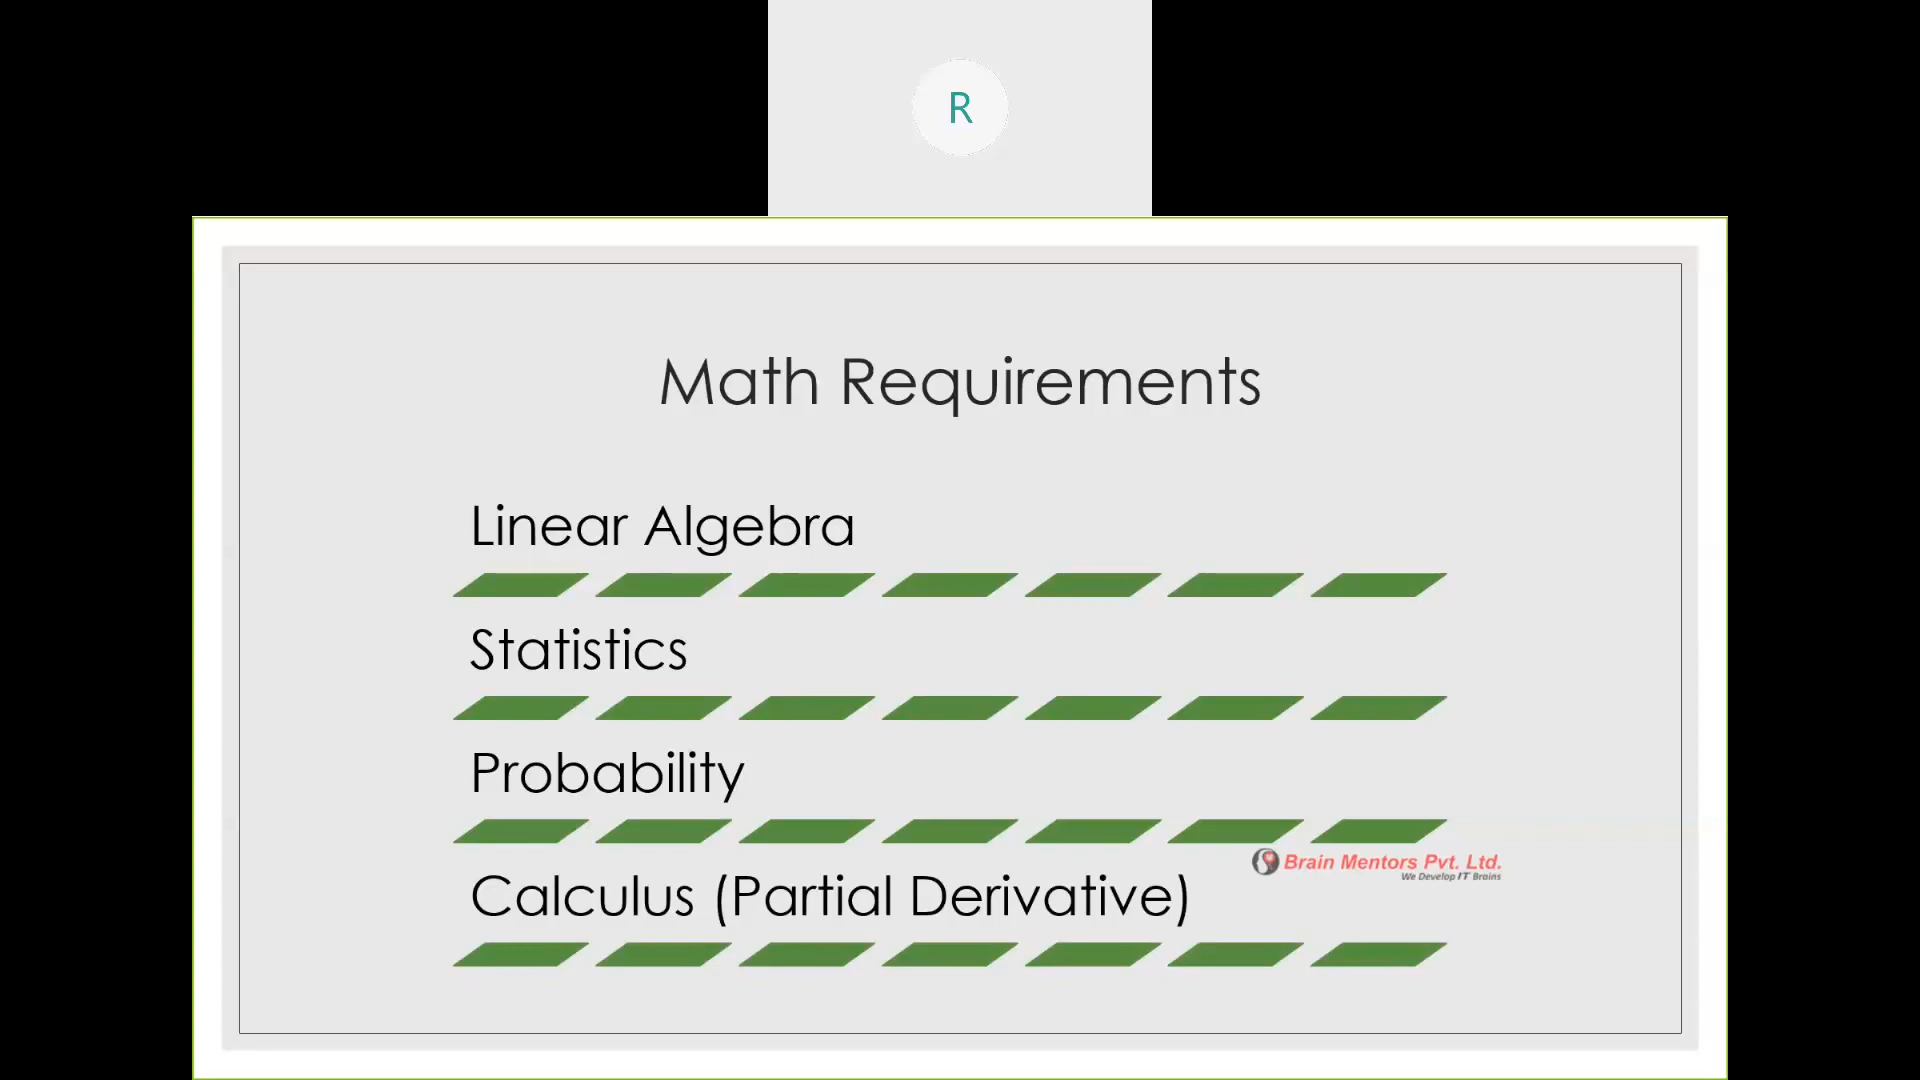 R
Math Requirements
Linear Algebra
Statistics
Probability
Brain Mentors Pvt. Ltd.
We Develop IT Brains
Calculus (Partial Derivative)